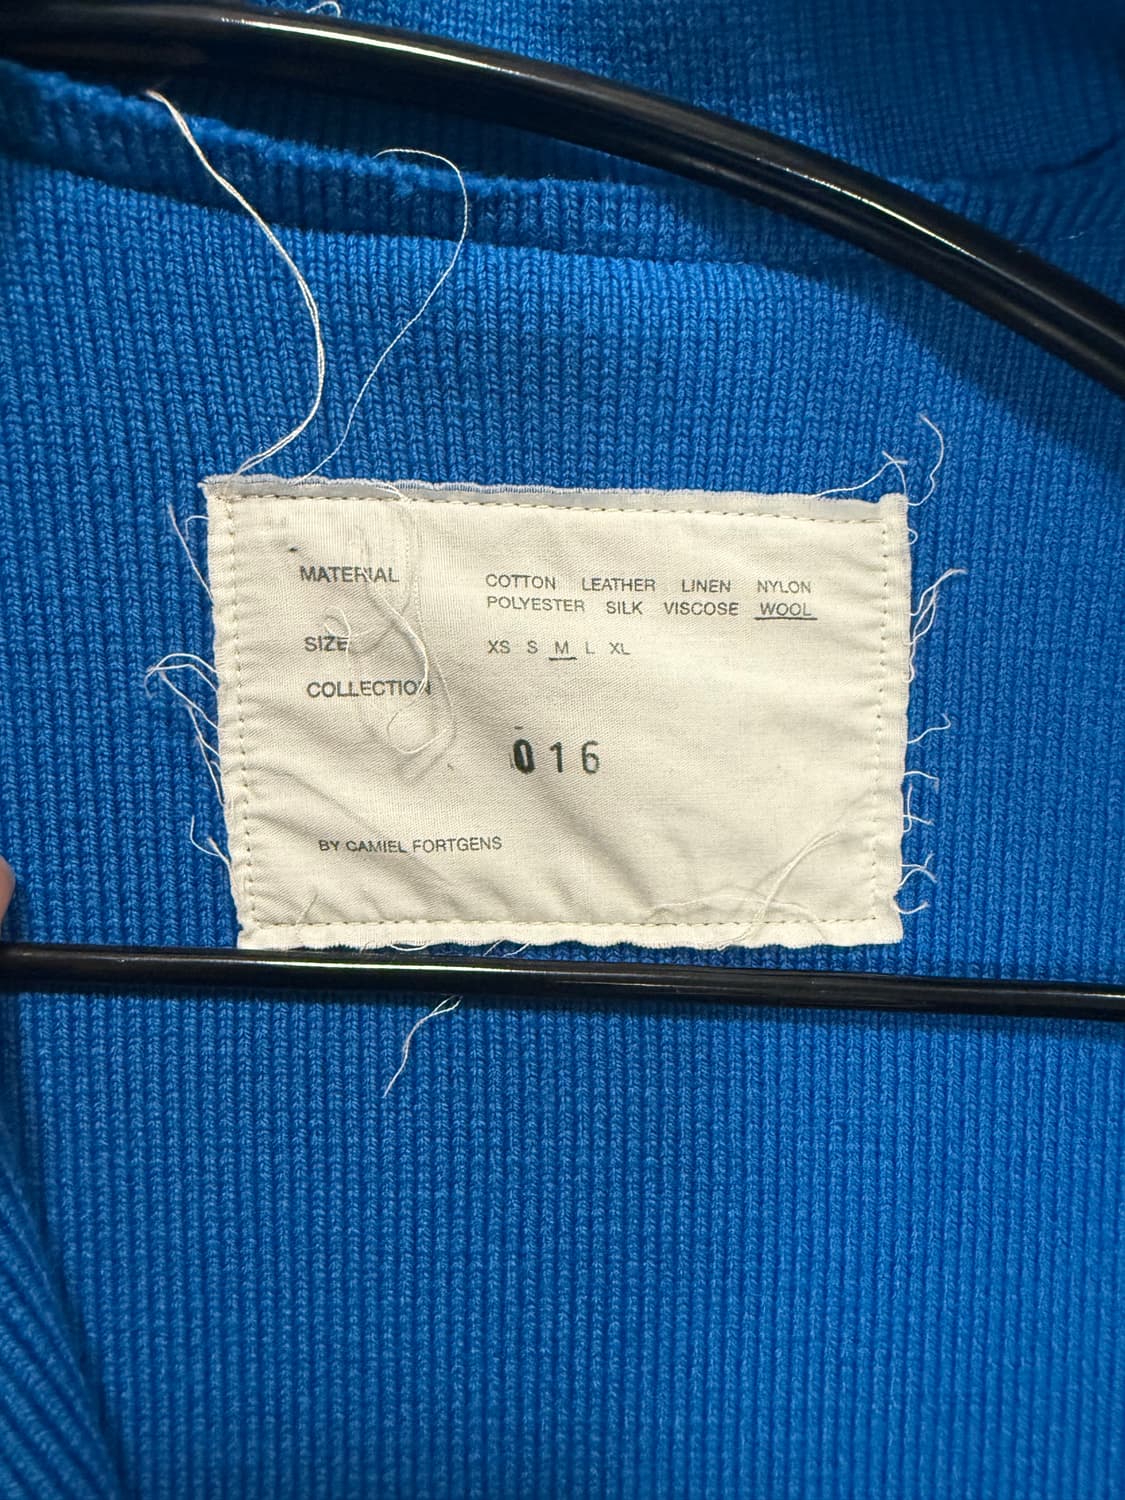 MATERIAL COTTON LEATHER LINEN NYLON
POLYESTER SILK VISCOSE WOOL
SIZE XS S M L XL
COLLECTION
016
BY CAMIEL FORTGENS